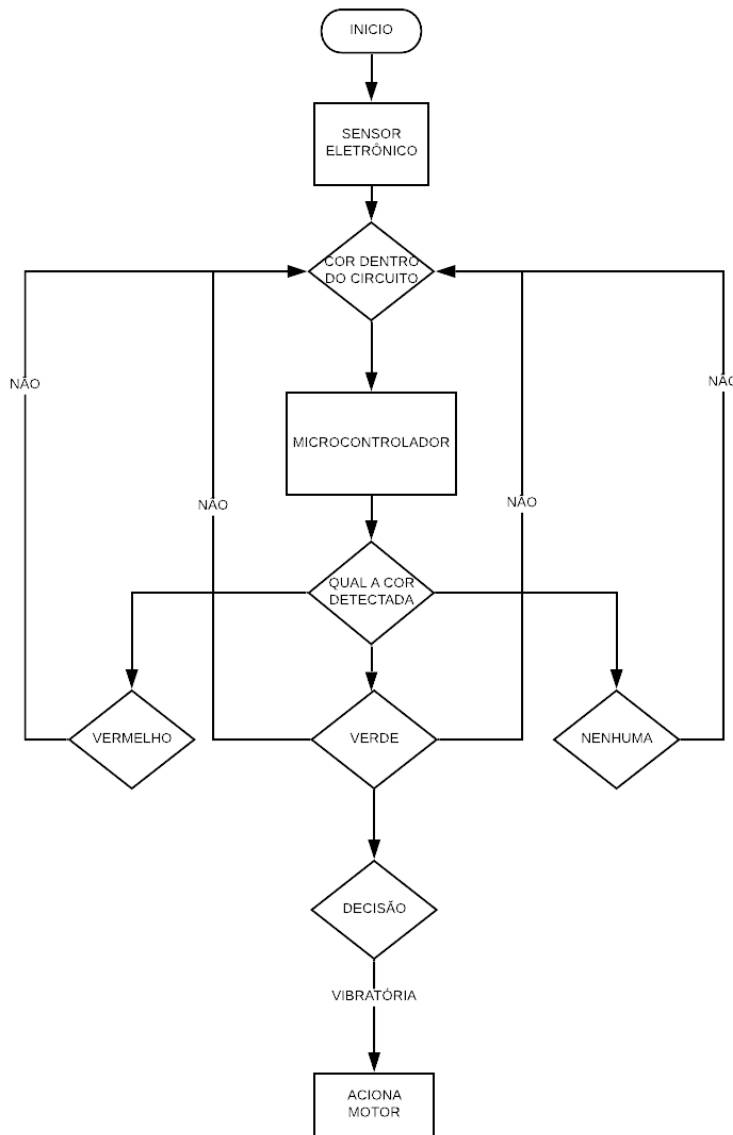 INICIO
SENSOR
ELETRÔNICO
COR DENTRO
DO CIRCUITO
NÃO
NÃO
MICROCONTROLADOR
NÃO
NÃO
QUAL A COR
DETECTADA
VERMELHO
VERDE
NENHUMA
DECISÃO
VIBRATÓRIA
ACIONA
MOTOR